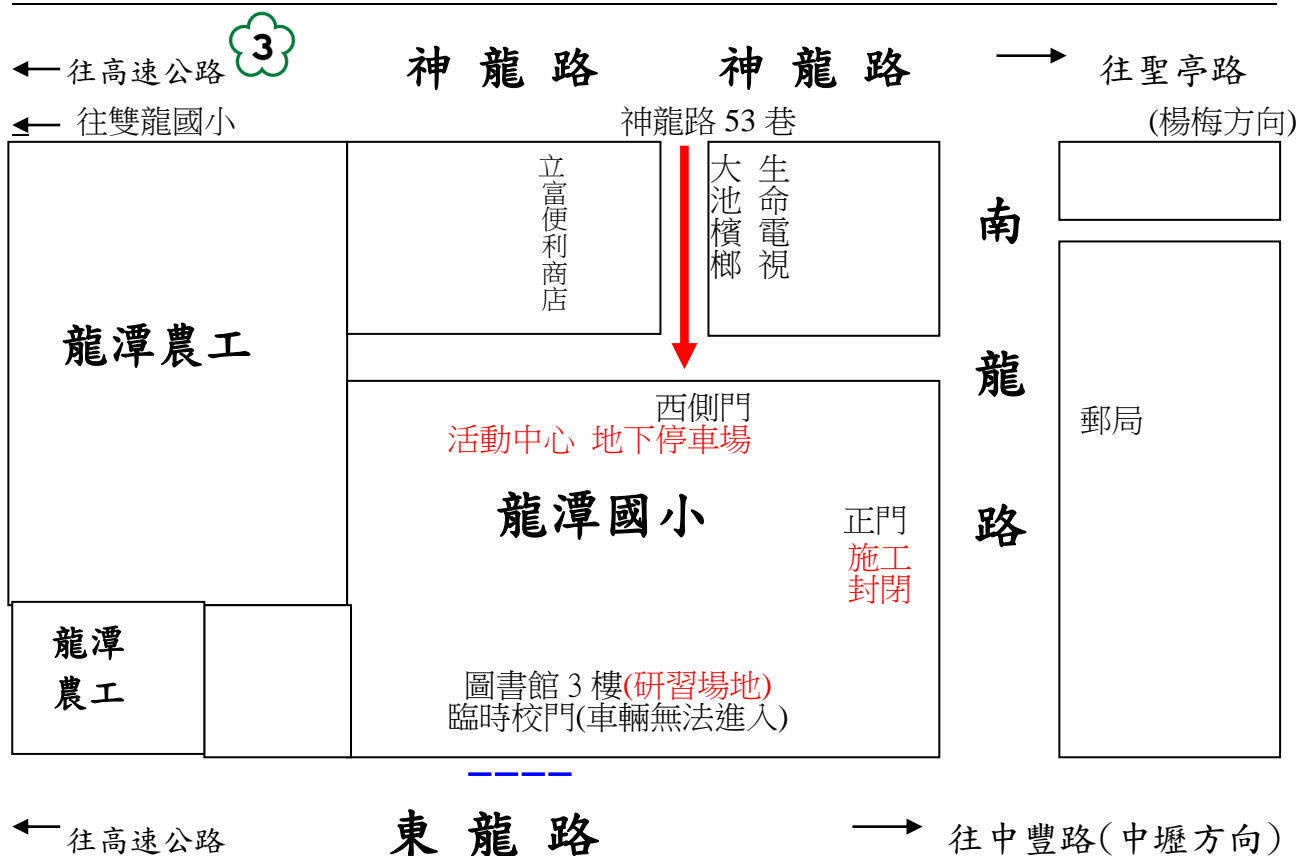 ← 往高速公路 3 神龍路 神龍路 → 往聖亭路
← 往雙龍國小 神龍路 53 巷 (楊梅方向)
立富便利商店
大池檳榔
生命電視
南龍路
龍潭農工
郵局
西側門
活動中心 地下停車場
龍潭國小
正門
施工
封閉
龍潭
農工
圖書館 3 樓(研習場地)
臨時校門(車輛無法進入)
← 往高速公路 東龍路 → 往中豐路(中壢方向)